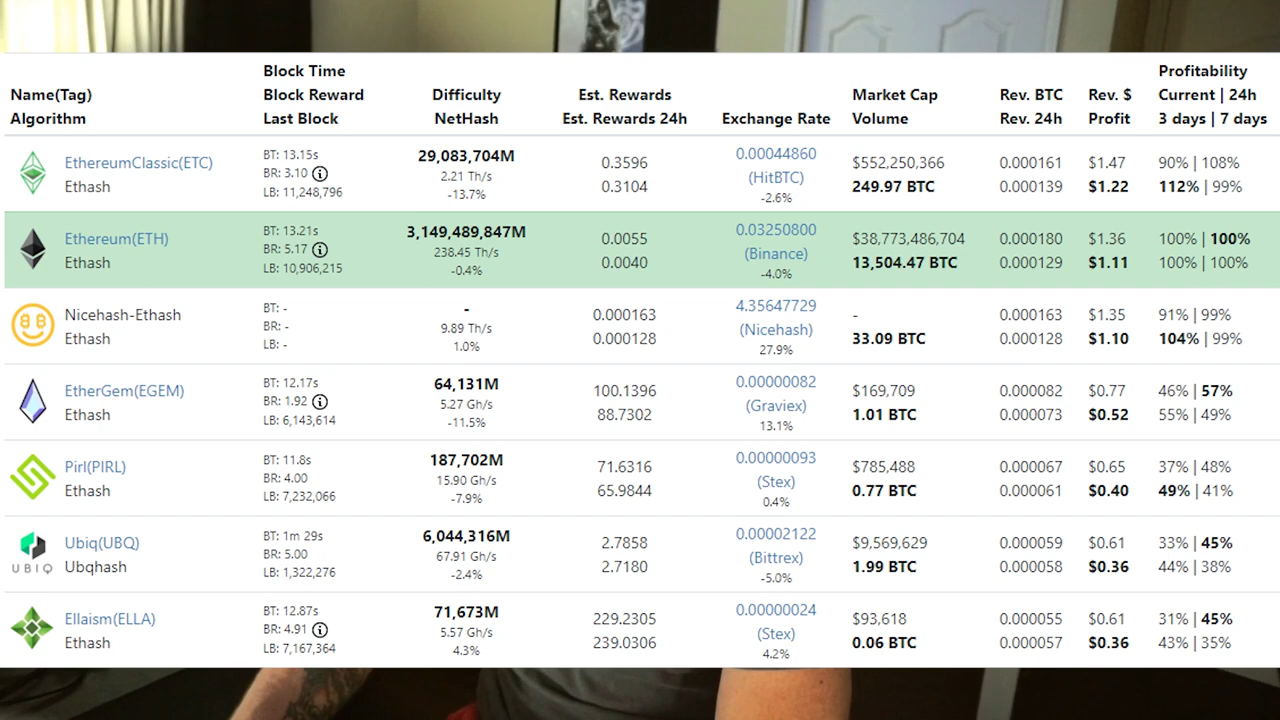 Name(Tag)
Algorithm
Block Time
Block Reward
Last Block
Difficulty
NetHash
Est. Rewards
Est. Rewards 24h
Exchange Rate
Market Cap
Volume
Rev. BTC
Rev. 24h
Rev. $
Profit
Profitability
Current | 24h
3 days | 7 days
EthereumClassic(ETC)
Ethash
BT: 13.15s
BR: 3.10
LB: 11,248,796
29,083,704M
2.21 Th/s
-13.7%
0.3596
0.3104
0.00044860
(HitBTC)
-2.6%
$552,250,366
249.97 BTC
0.000161
0.000139
$1.47
$1.22
90% | 108%
112% | 99%
Ethereum(ETH)
Ethash
BT: 13.21s
BR: 5.17
LB: 10,906,215
3,149,489,847M
238.45 Th/s
-0.4%
0.0055
0.0040
0.03250800
(Binance)
-4.0%
$38,773,486,704
13,504.47 BTC
0.000180
0.000129
$1.36
$1.11
100% | 100%
100% | 100%
Nicehash-Ethash
Ethash
BT: -
BR: -
LB: -
-
9.89 Th/s
1.0%
0.000163
0.000128
4.35647729
(Nicehash)
27.9%
-
33.09 BTC
0.000163
0.000128
$1.35
$1.10
91% | 99%
104% | 99%
EtherGem(EGEM)
Ethash
BT: 12.17s
BR: 1.92
LB: 6,143,614
64,131M
5.27 Gh/s
-11.5%
100.1396
88.7302
0.00000082
(Graviex)
13.1%
$169,709
1.01 BTC
0.000082
0.000073
$0.77
$0.52
46% | 57%
55% | 49%
Pirl(PIRL)
Ethash
BT: 11.8s
BR: 4.00
LB: 7,232,066
187,702M
15.90 Gh/s
-7.9%
71.6316
65.9844
0.00000093
(Stex)
0.4%
$785,488
0.77 BTC
0.000067
0.000061
$0.65
$0.40
37% | 48%
49% | 41%
UBIQ
Ubiq(UBQ)
Ubqhash
BT: 1m 29s
BR: 5.00
LB: 1,322,276
6,044,316M
67.91 Gh/s
-2.4%
2.7858
2.7180
0.00002122
(Bittrex)
-5.0%
$9,569,629
1.99 BTC
0.000059
0.000058
$0.61
$0.36
33% | 45%
44% | 38%
Ellaism(ELLA)
Ethash
BT: 12.87s
BR: 4.91
LB: 7,167,364
71,673M
5.57 Gh/s
4.3%
229.2305
239.0306
0.00000024
(Stex)
4.2%
$93,618
0.06 BTC
0.000055
0.000057
$0.61
$0.36
31% | 45%
43% | 35%